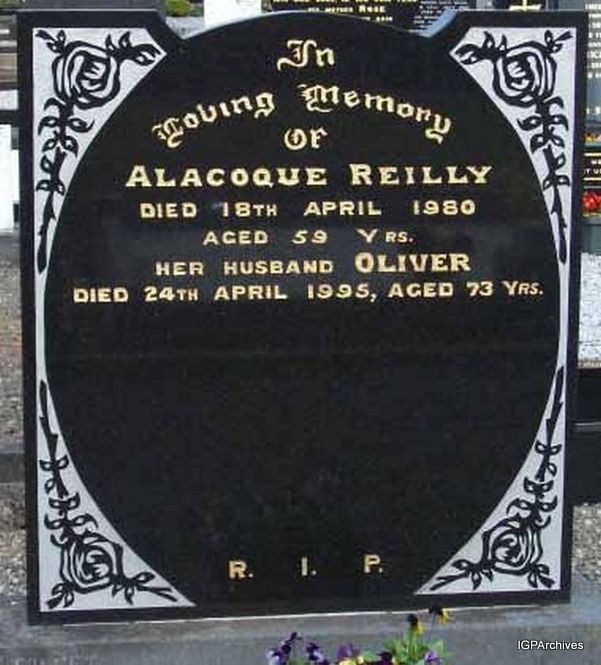 In
Loving Memory
OF
ALACOQUE REILLY
DIED 18TH APRIL 1980
AGED 59 YRS.
HER HUSBAND OLIVER
DIED 24TH APRIL 1995, AGED 73 YRS.
R. I. P.
IGPArchives